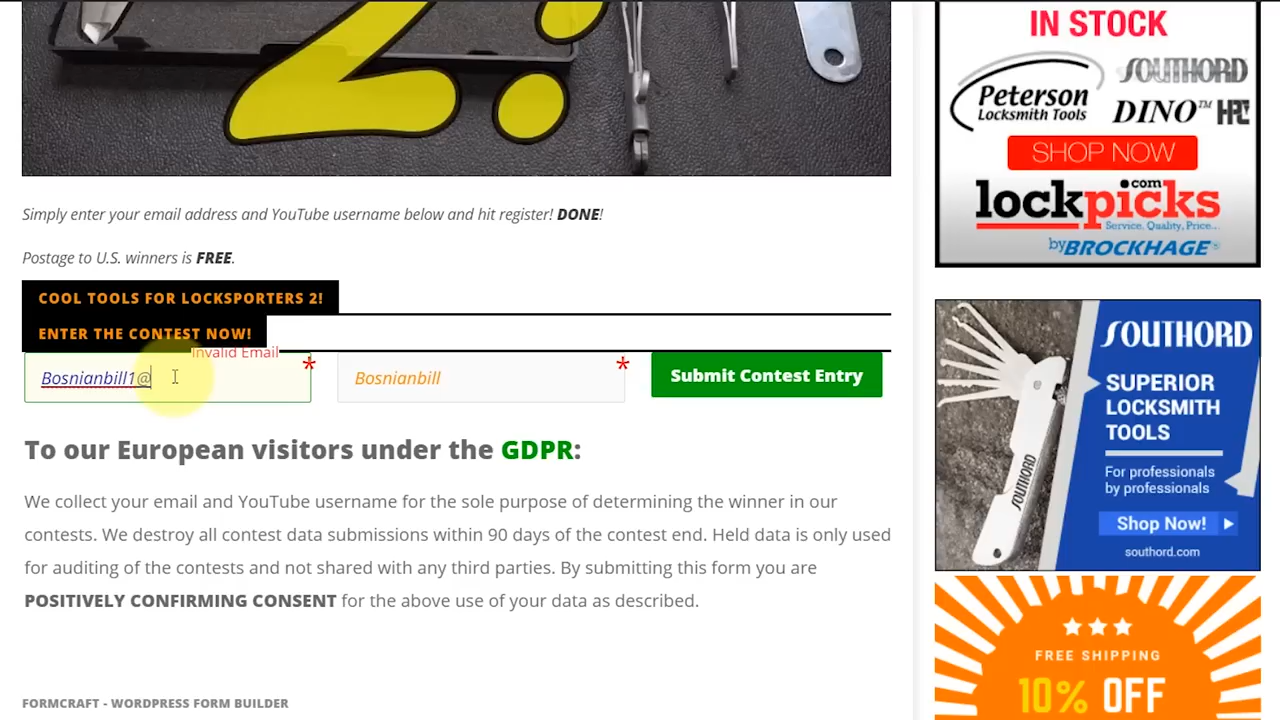 2:
Simply enter your email address and YouTube username below and hit register! DONE!
Postage to U.S. winners is FREE.
COOL TOOLS FOR LOCKSPORTERS 2!
ENTER THE CONTEST NOW!
Invalid Email
Bosnianbill1@ *
Bosnianbill *
Submit Contest Entry
To our European visitors under the GDPR:
We collect your email and YouTube username for the sole purpose of determining the winner in our
contests. We destroy all contest data submissions within 90 days of the contest end. Held data is only used
for auditing of the contests and not shared with any third parties. By submitting this form you are
POSITIVELY CONFIRMING CONSENT for the above use of your data as described.
FORMCRAFT - WORDPRESS FORM BUILDER
IN STOCK
Peterson
Locksmith Tools
SOUTHORD
DINO™ HPC
SHOP NOW
lockpicks.com
Service, Quality, Price...
by BROCKHAGE®
SOUTHORD
SUPERIOR
LOCKSMITH
TOOLS
For professionals
by professionals
Shop Now!
southord.com
SOUTHORD
FREE SHIPPING
10% OFF